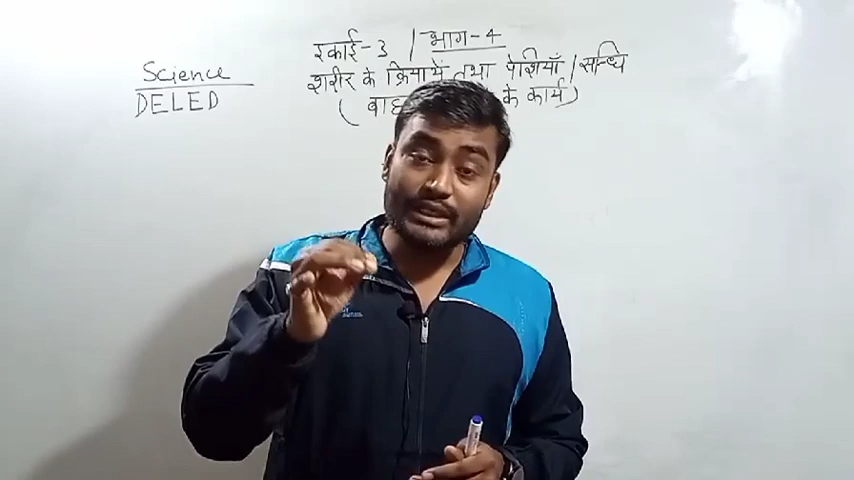 Science
DELED
इकाई-3 / भाग-4
शरीर के क्रियायें तथा पेशियाँ / सन्धि
के कार्य)